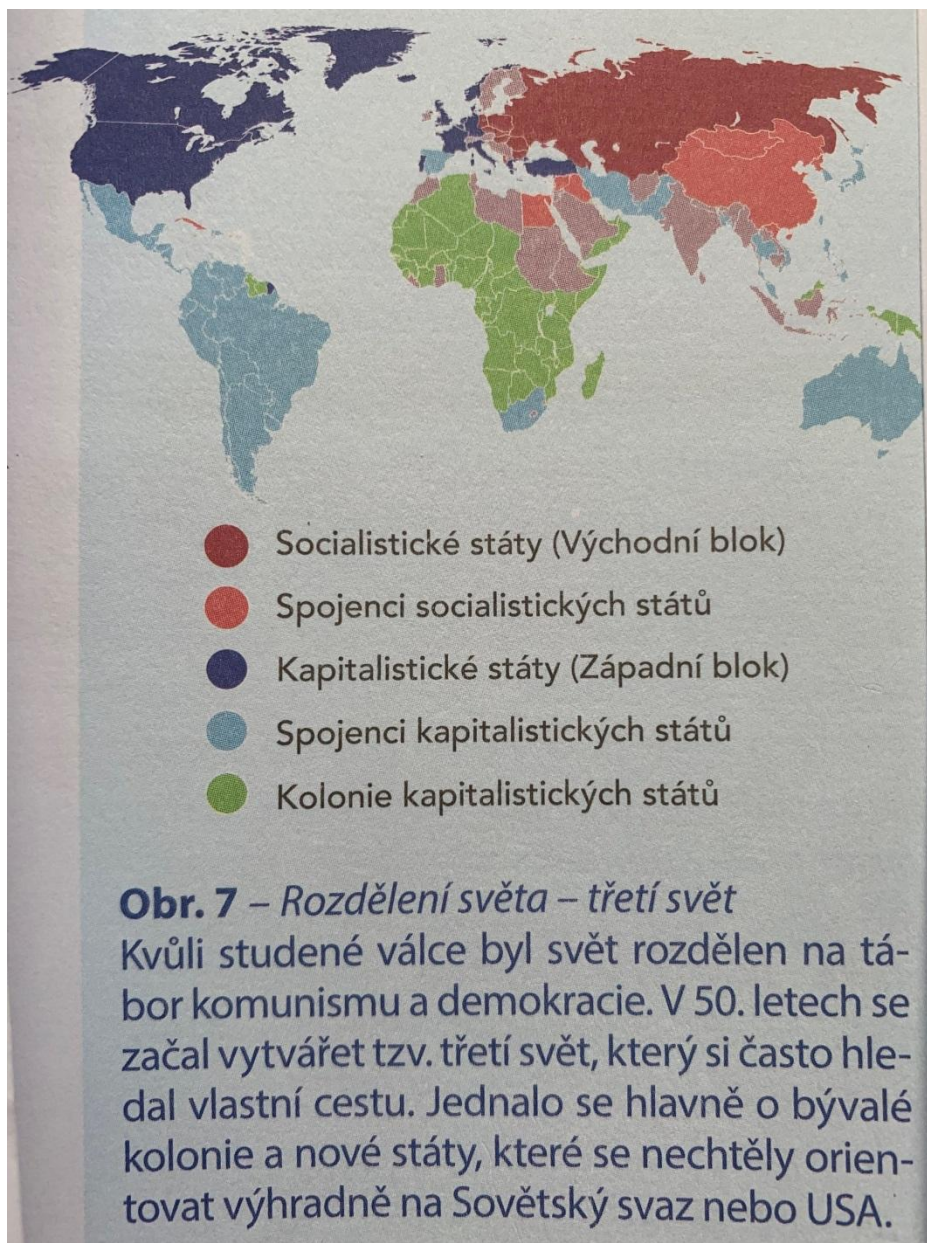 Socialistické státy (Východní blok)
Spojenci socialistických států
Kapitalistické státy (Západní blok)
Spojenci kapitalistických států
Kolonie kapitalistických států
Obr. 7 – Rozdělení světa – třetí svět
Kvůli studené válce byl svět rozdělen na tá-
bor komunismu a demokracie. V 50. letech se
začal vytvářet tzv. třetí svět, který si často hle-
dal vlastní cestu. Jednalo se hlavně o bývalé
kolonie a nové státy, které se nechtěly orien-
tovat výhradně na Sovětský svaz nebo USA.